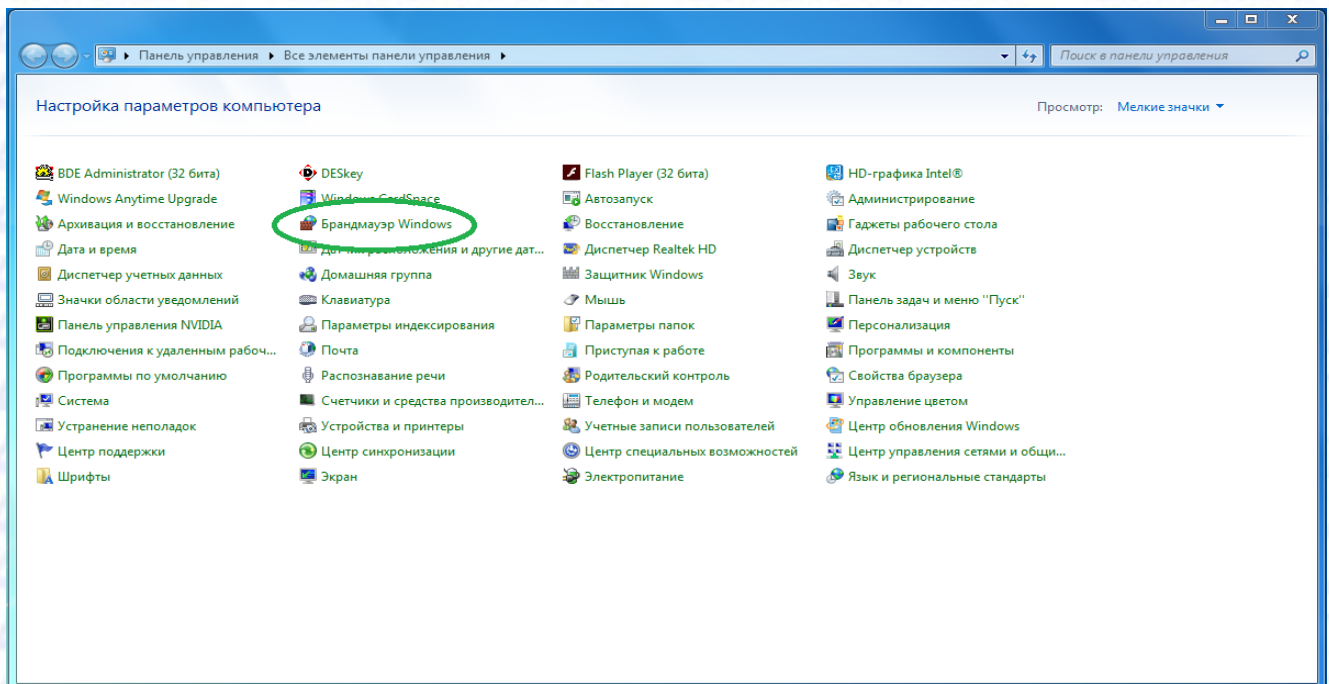 Панель управления ▸ Все элементы панели управления ▸
Поиск в панели управления
Настройка параметров компьютера
Просмотр: Мелкие значки
BDE Administrator (32 бита)
DESkey
Flash Player (32 бита)
HD-графика Intel®
Windows Anytime Upgrade
Windows CardSpace
Автозапуск
Администрирование
Архивация и восстановление
Брандмауэр Windows
Восстановление
Гаджеты рабочего стола
Дата и время
Датчик расположения и другие дат...
Диспетчер Realtek HD
Диспетчер устройств
Диспетчер учетных данных
Домашняя группа
Защитник Windows
Звук
Значки области уведомлений
Клавиатура
Мышь
Панель задач и меню "Пуск"
Панель управления NVIDIA
Параметры индексирования
Параметры папок
Персонализация
Подключения к удаленным рабоч...
Почта
Приступая к работе
Программы и компоненты
Программы по умолчанию
Распознавание речи
Родительский контроль
Свойства браузера
Система
Счетчики и средства производител...
Телефон и модем
Управление цветом
Устранение неполадок
Устройства и принтеры
Учетные записи пользователей
Центр обновления Windows
Центр поддержки
Центр синхронизации
Центр специальных возможностей
Центр управления сетями и общи...
Шрифты
Экран
Электропитание
Язык и региональные стандарты